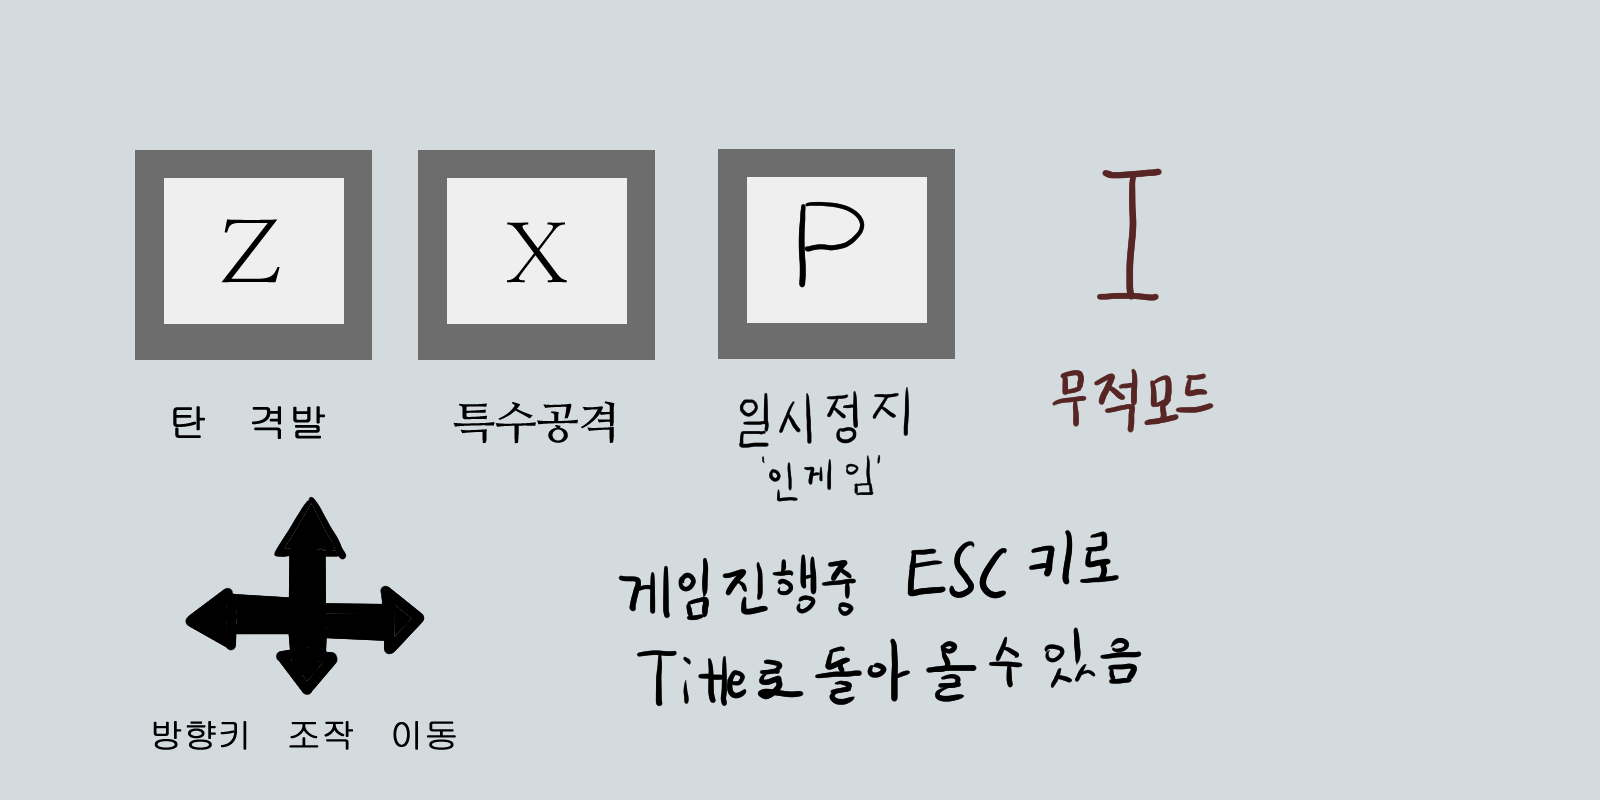 Z X P I
탄 격발 특수공격 일시정지 무적모드
'인게임'
게임진행중 ESC 키로
Title로 돌아 올 수 있음
방향키 조작 이동